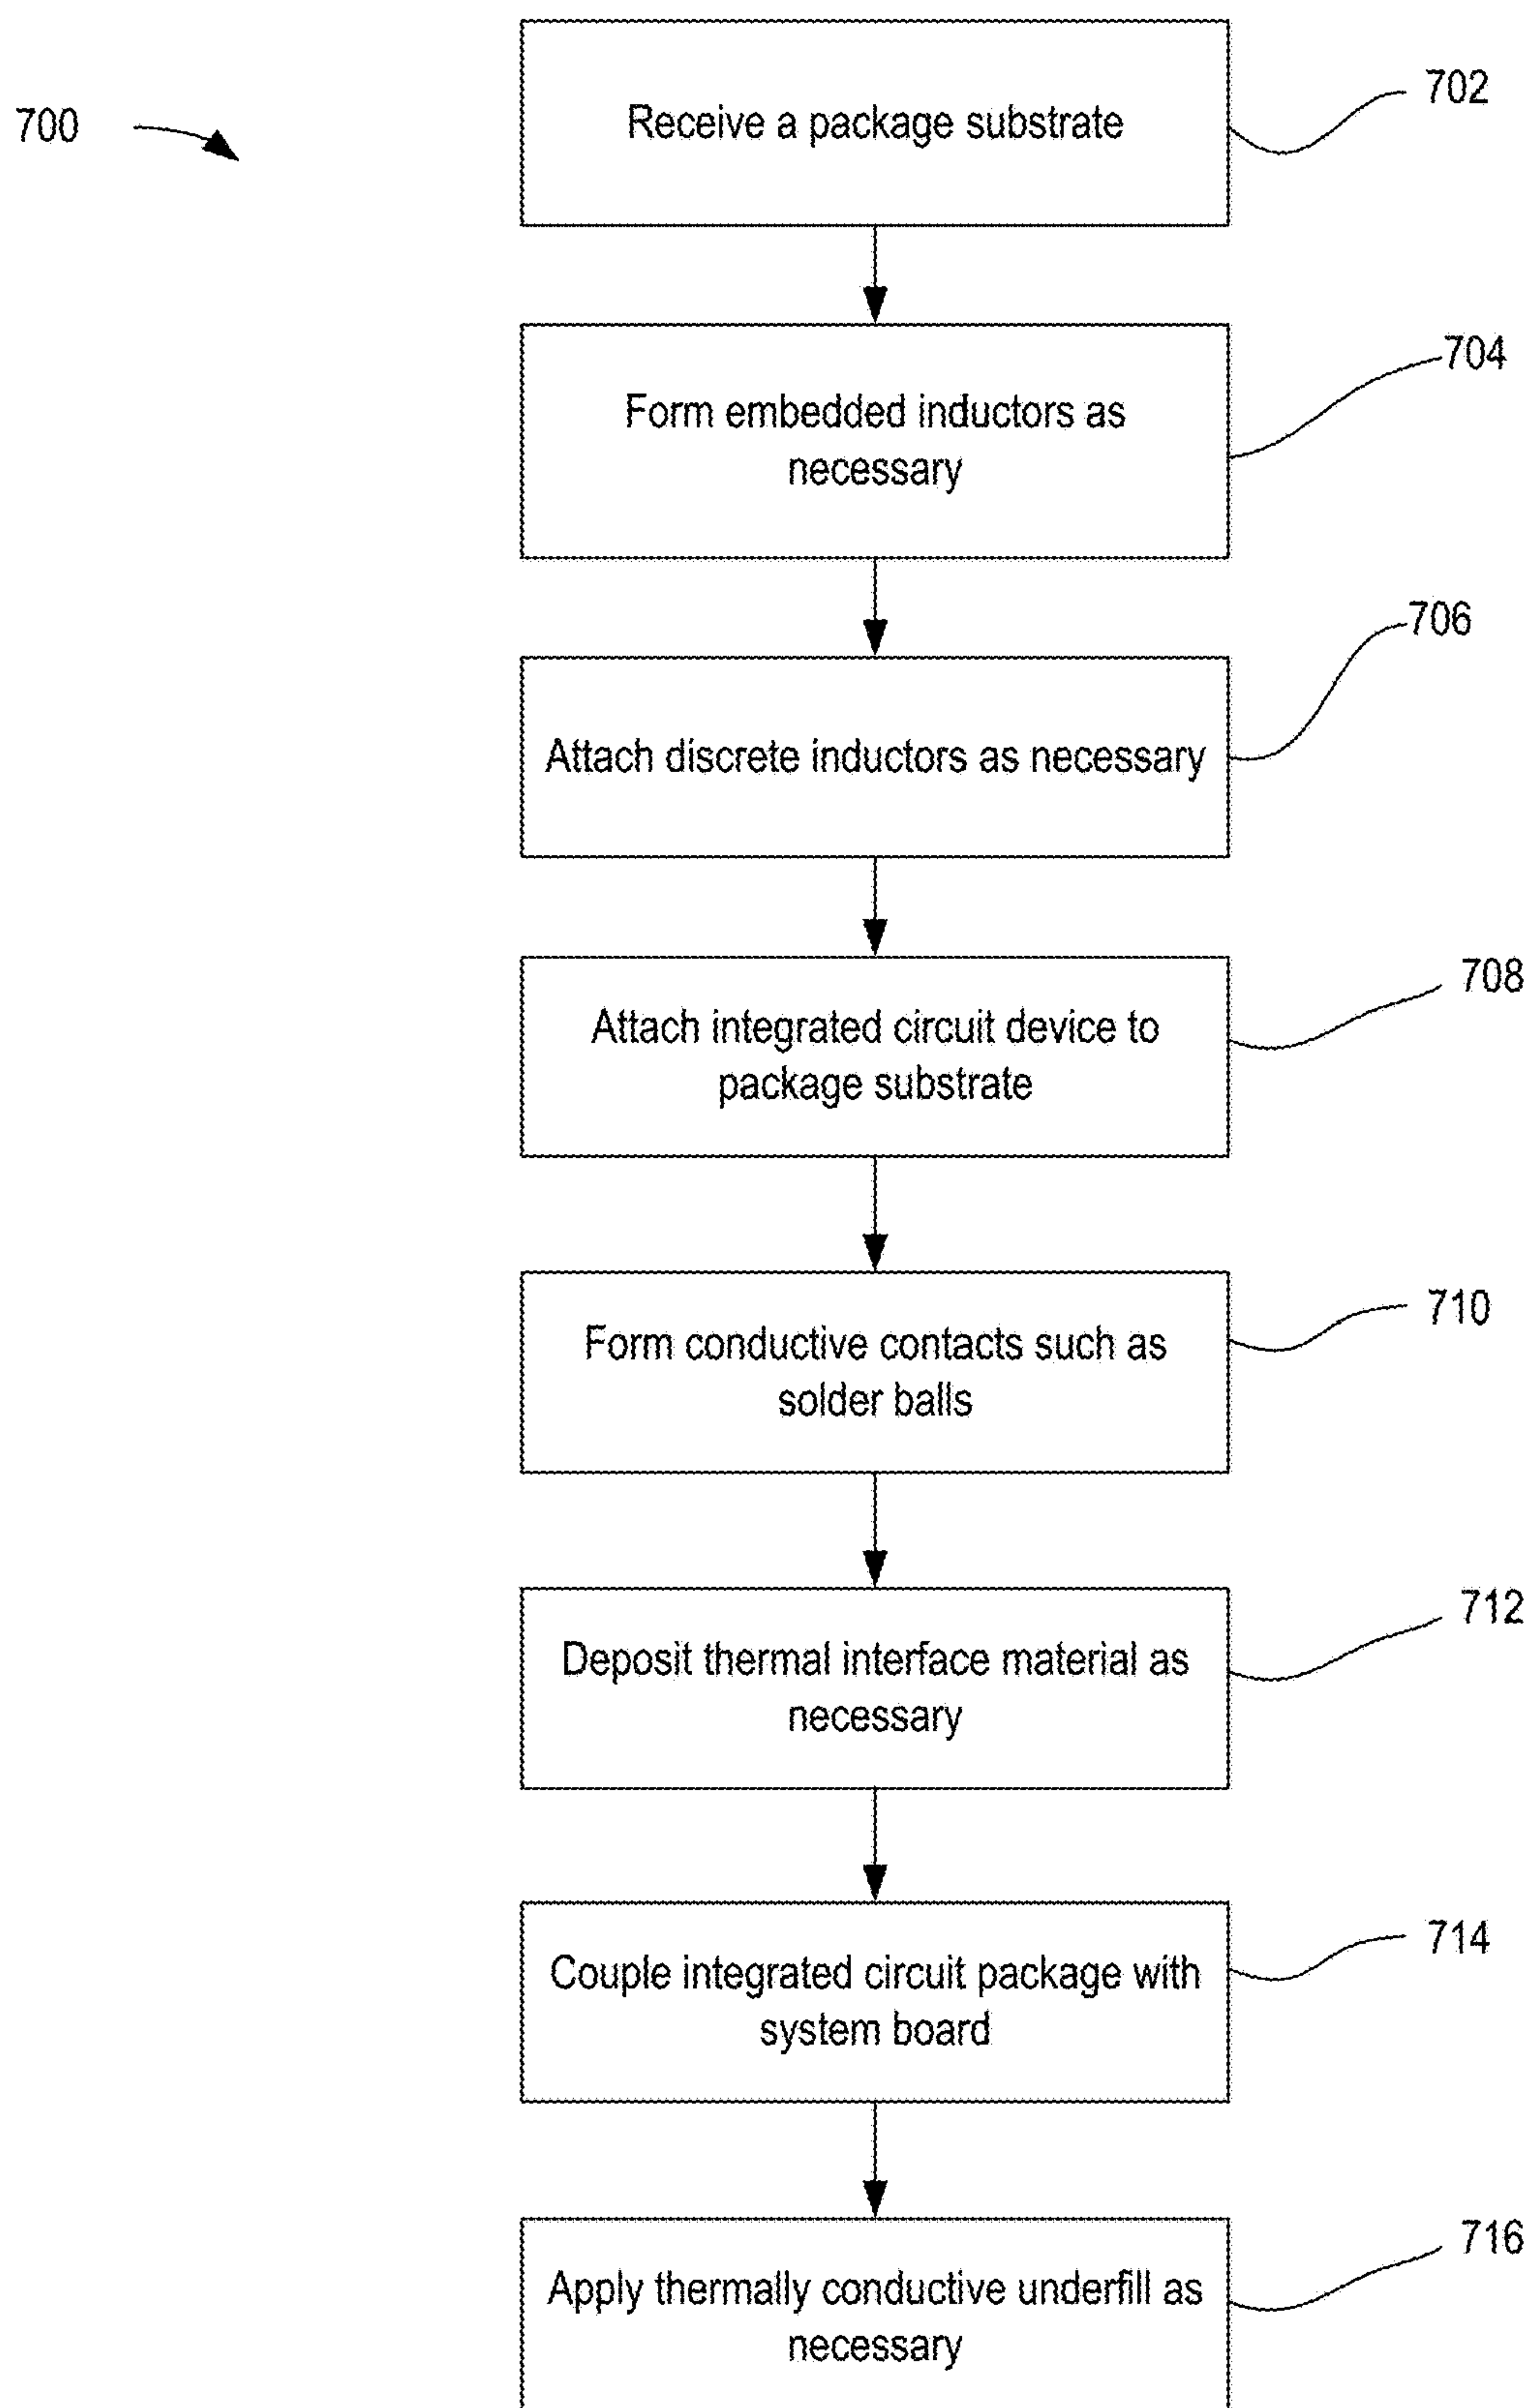 700
Receive a package substrate
702
Form embedded inductors as
necessary
704
Attach discrete inductors as necessary
706
Attach integrated circuit device to
package substrate
708
Form conductive contacts such as
solder balls
710
Deposit thermal interface material as
necessary
712
Couple integrated circuit package with
system board
714
Apply thermally conductive underfill as
necessary
716